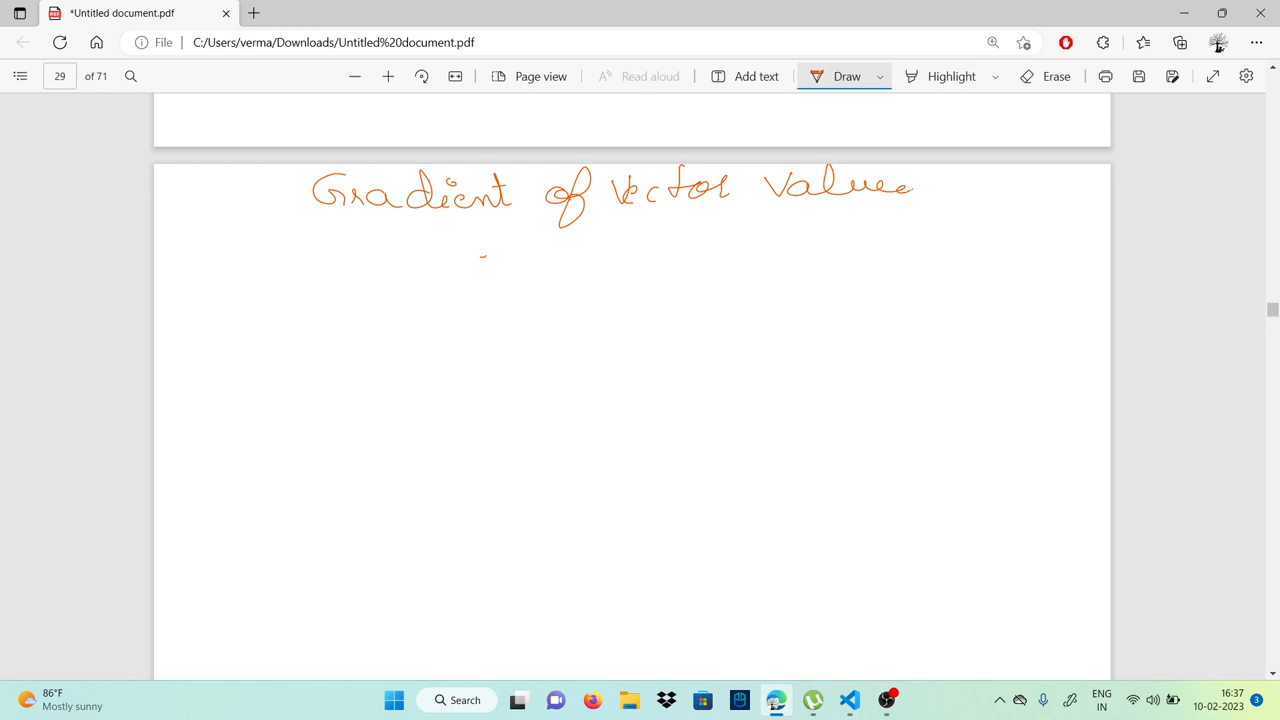 *Untitled document.pdf
File C:/Users/verma/Downloads/Untitled%20document.pdf
29 of 71 Page view Read aloud Add text Draw Highlight Erase
Gradient of Vector Value
86°F
Mostly sunny
Search
ENG
IN
16:37
10-02-2023
3